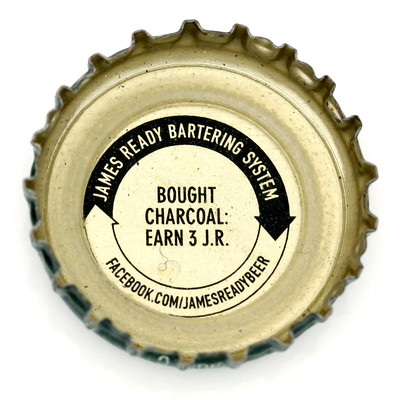 JAMES READY BARTERING SYSTEM
BOUGHT
CHARCOAL:
EARN 3 J.R.
FACEBOOK.COM/JAMESREADYBEER